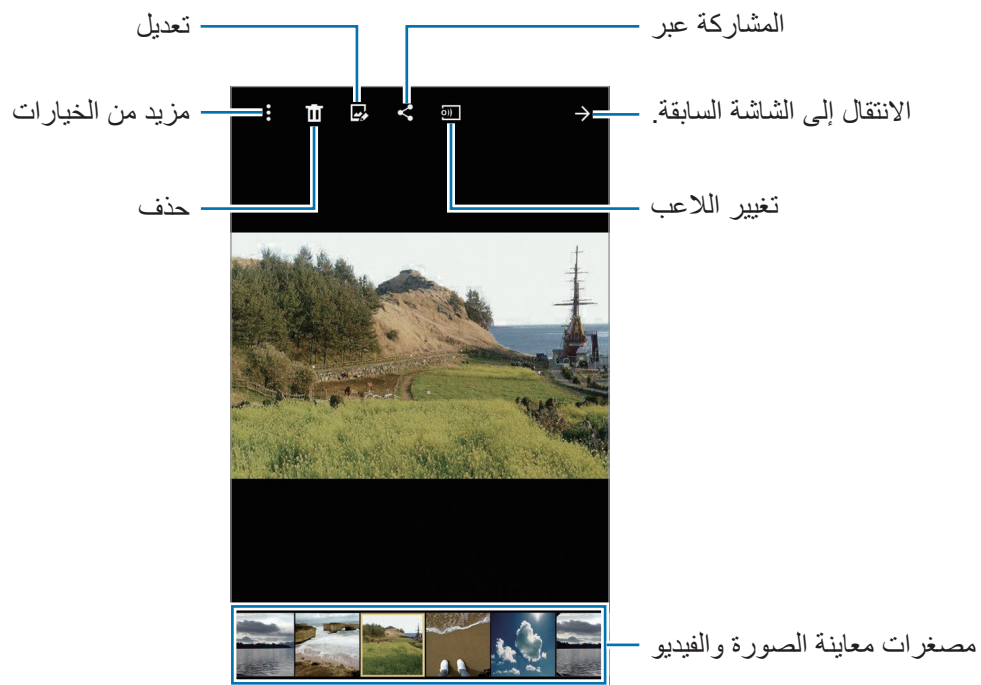 المشاركة عبر
تعديل
الانتقال إلى الشاشة السابقة.
مزيد من الخيارات
تغيير اللاعب
حذف
مصغرات معاينة الصورة والفيديو